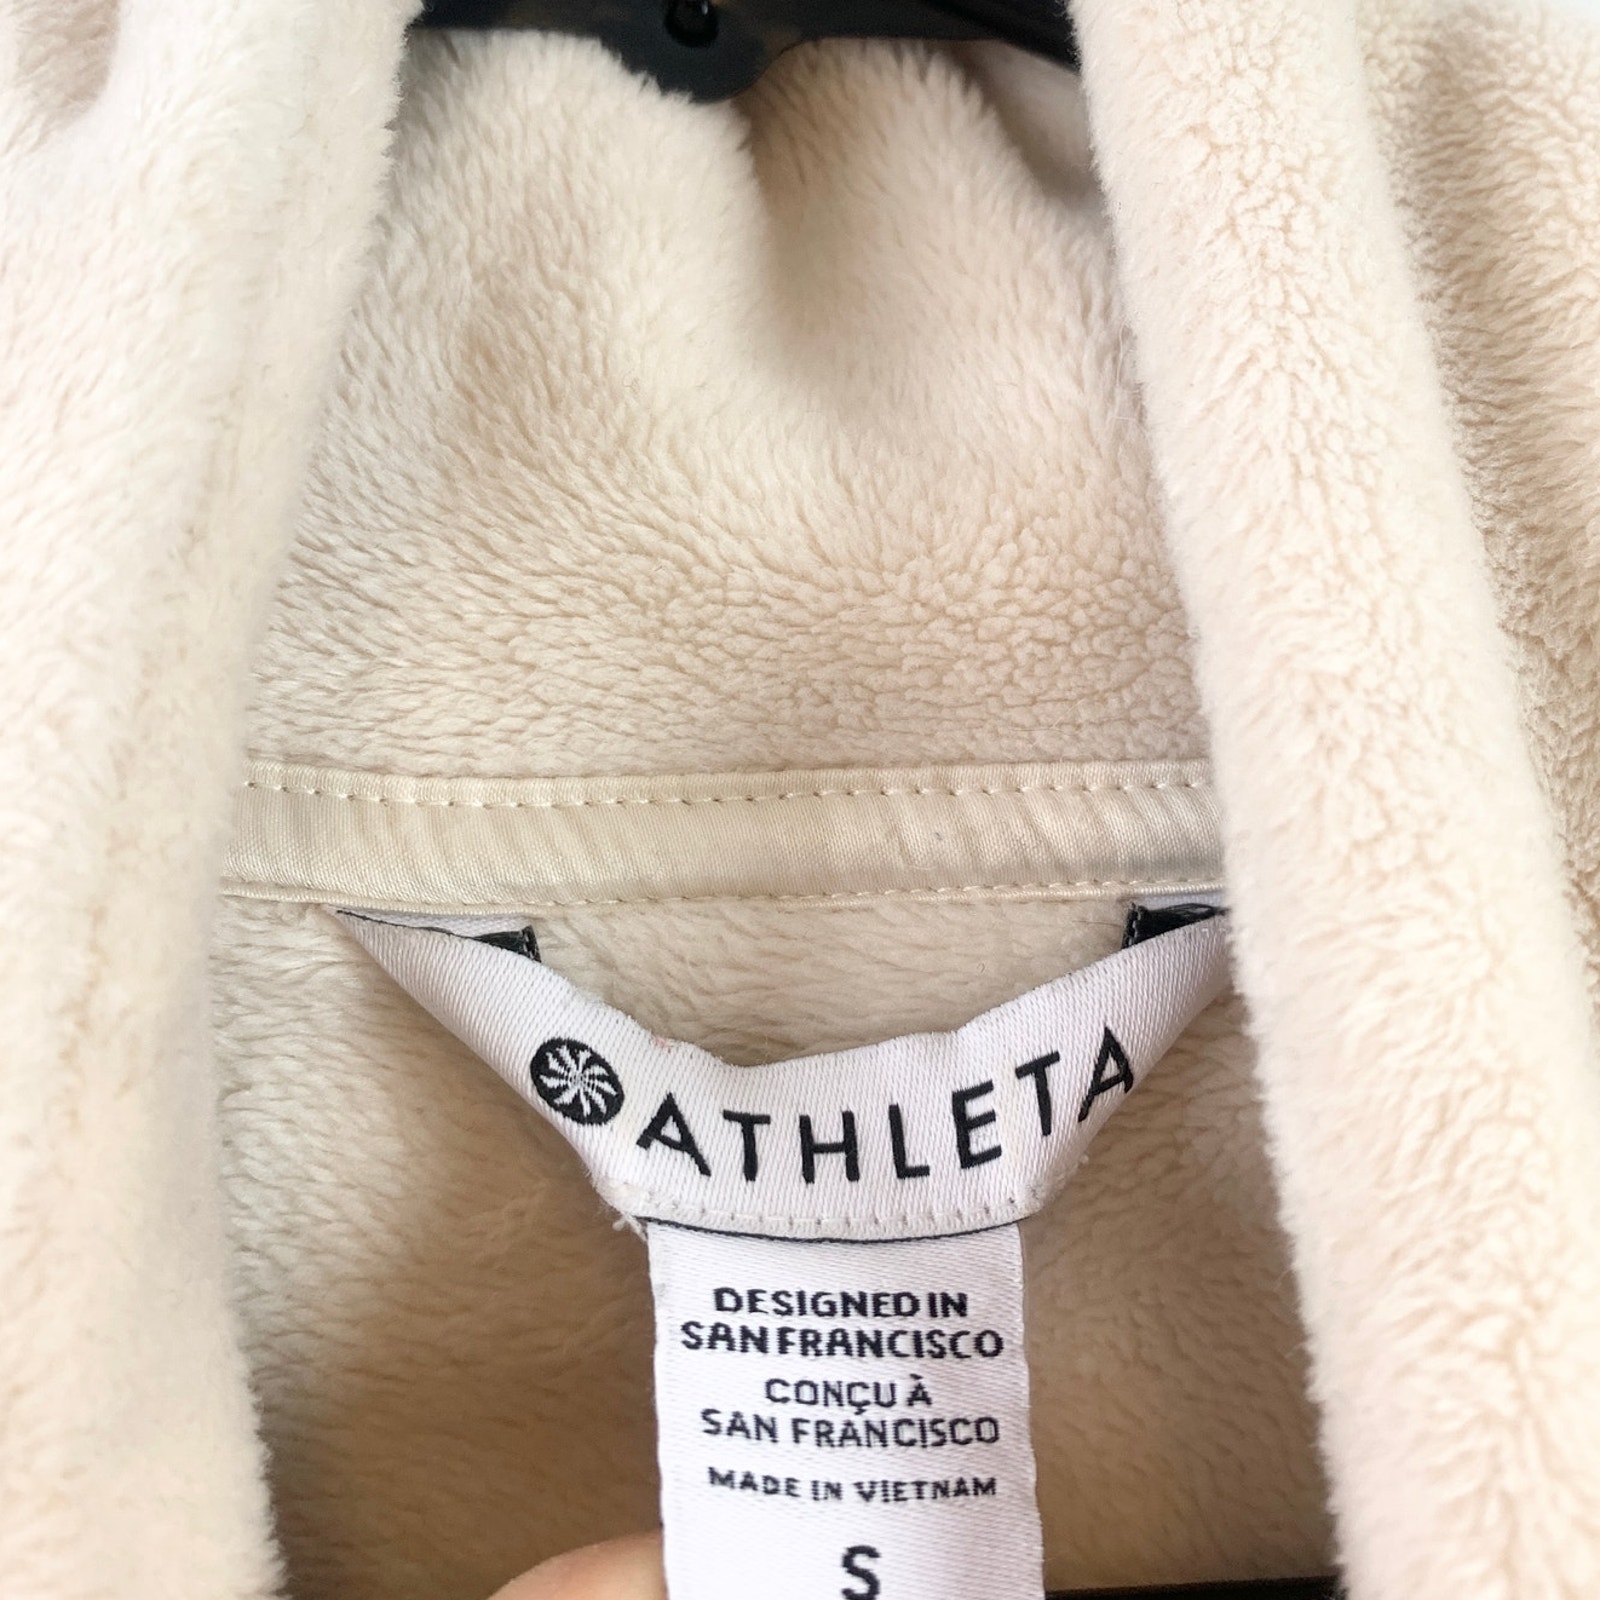 ATHLETA
DESIGNED IN
SAN FRANCISCO
CONÇU À
SAN FRANCISCO
MADE IN VIETNAM
S